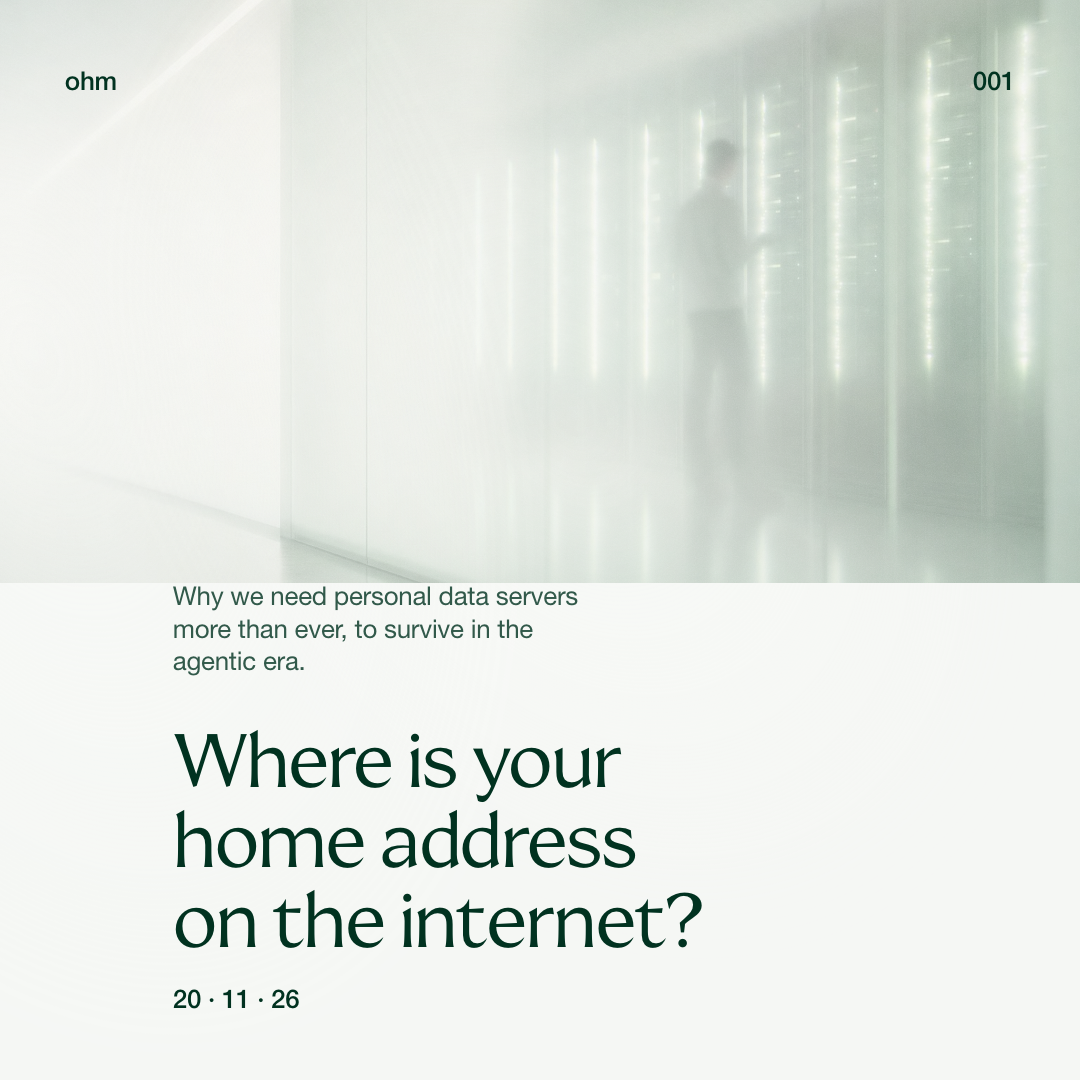 ohm
001
Why we need personal data servers
more than ever, to survive in the
agentic era.
Where is your
home address
on the internet?
20 · 11 · 26